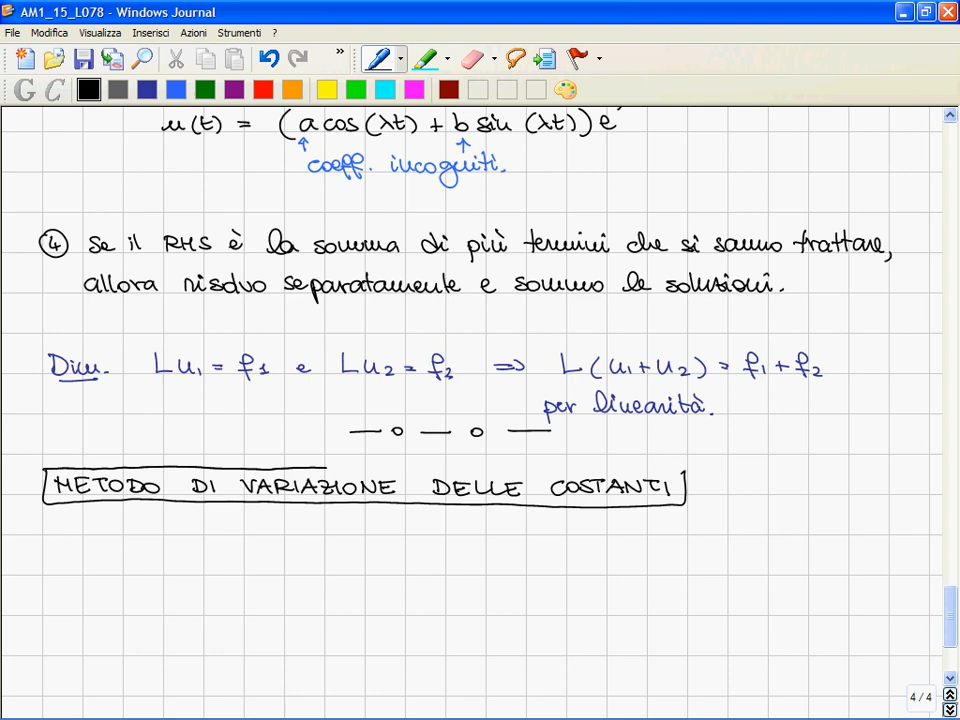 AM1_15_L078 - Windows Journal
File Modifica Visualizza Inserisci Azioni Strumenti ?
G C
u(t) = (a cos(λt) + b sin(λt)) e
coeff. incogniti.
④ Se il RHS è la somma di più termini che si sanno trattare,
allora risolvo separatamente e sommo le soluzioni.
Dim. Lu₁ = f₁ e Lu₂ = f₂ ⇒ L(u₁+u₂) = f₁+f₂
per linearità.
METODO DI VARIAZIONE DELLE COSTANTI
4 / 4